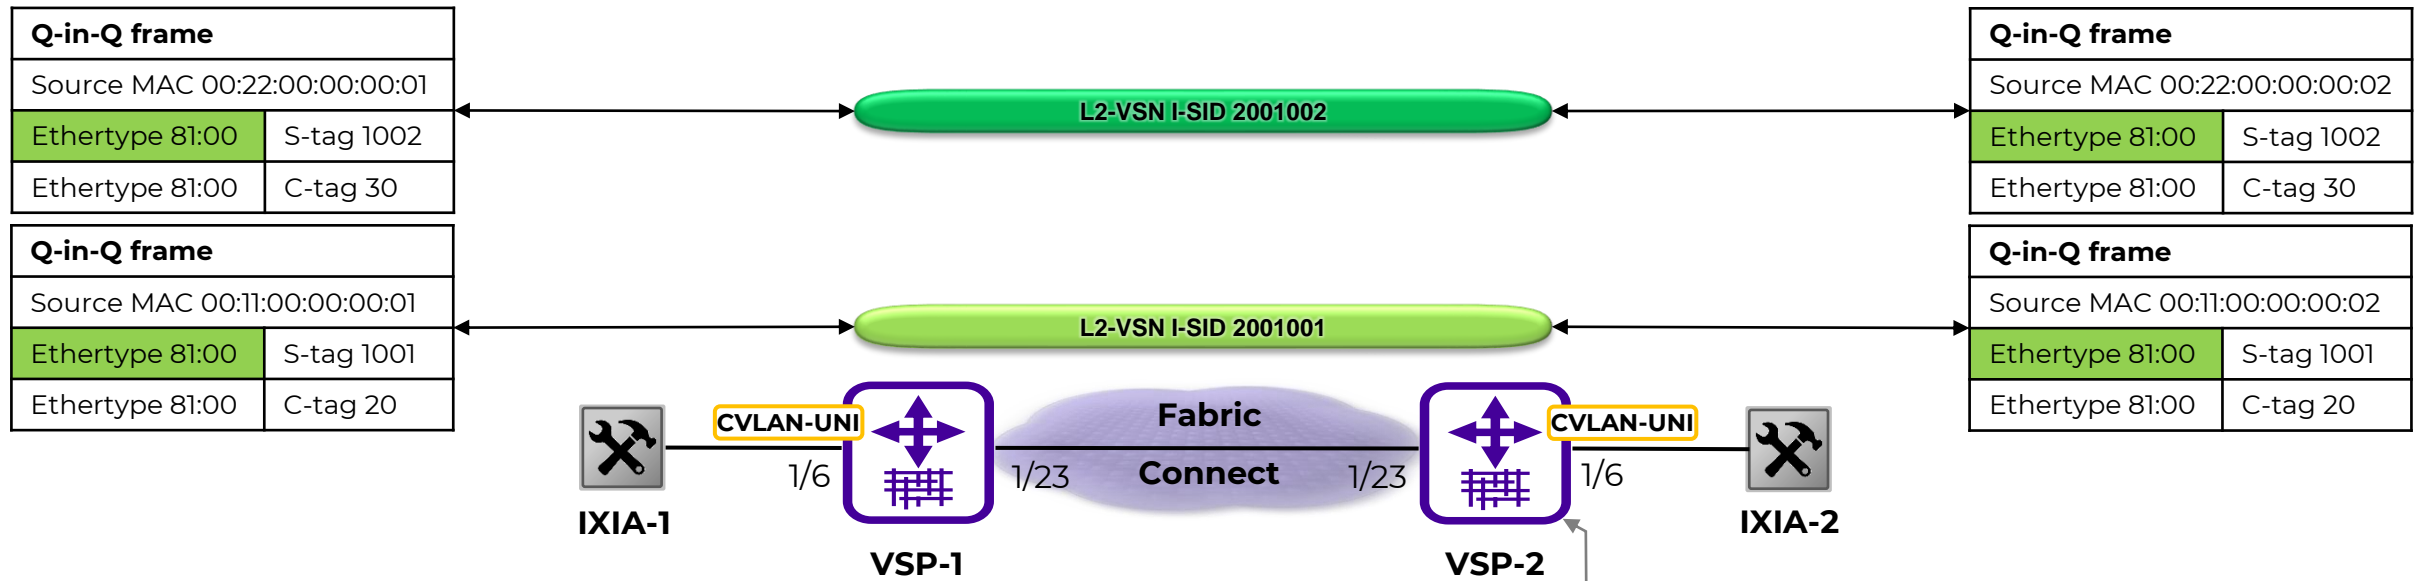 Q-in-Q frame
Source MAC 00:22:00:00:00:01
Ethertype 81:00 S-tag 1002
Ethertype 81:00 C-tag 30
L2-VSN I-SID 2001002
Q-in-Q frame
Source MAC 00:22:00:00:00:02
Ethertype 81:00 S-tag 1002
Ethertype 81:00 C-tag 30
Q-in-Q frame
Source MAC 00:11:00:00:00:01
Ethertype 81:00 S-tag 1001
Ethertype 81:00 C-tag 20
L2-VSN I-SID 2001001
Q-in-Q frame
Source MAC 00:11:00:00:00:02
Ethertype 81:00 S-tag 1001
Ethertype 81:00 C-tag 20
CVLAN-UNI
Fabric
Connect
CVLAN-UNI
1/6
1/23
1/23
1/6
IXIA-1
IXIA-2
VSP-1
VSP-2